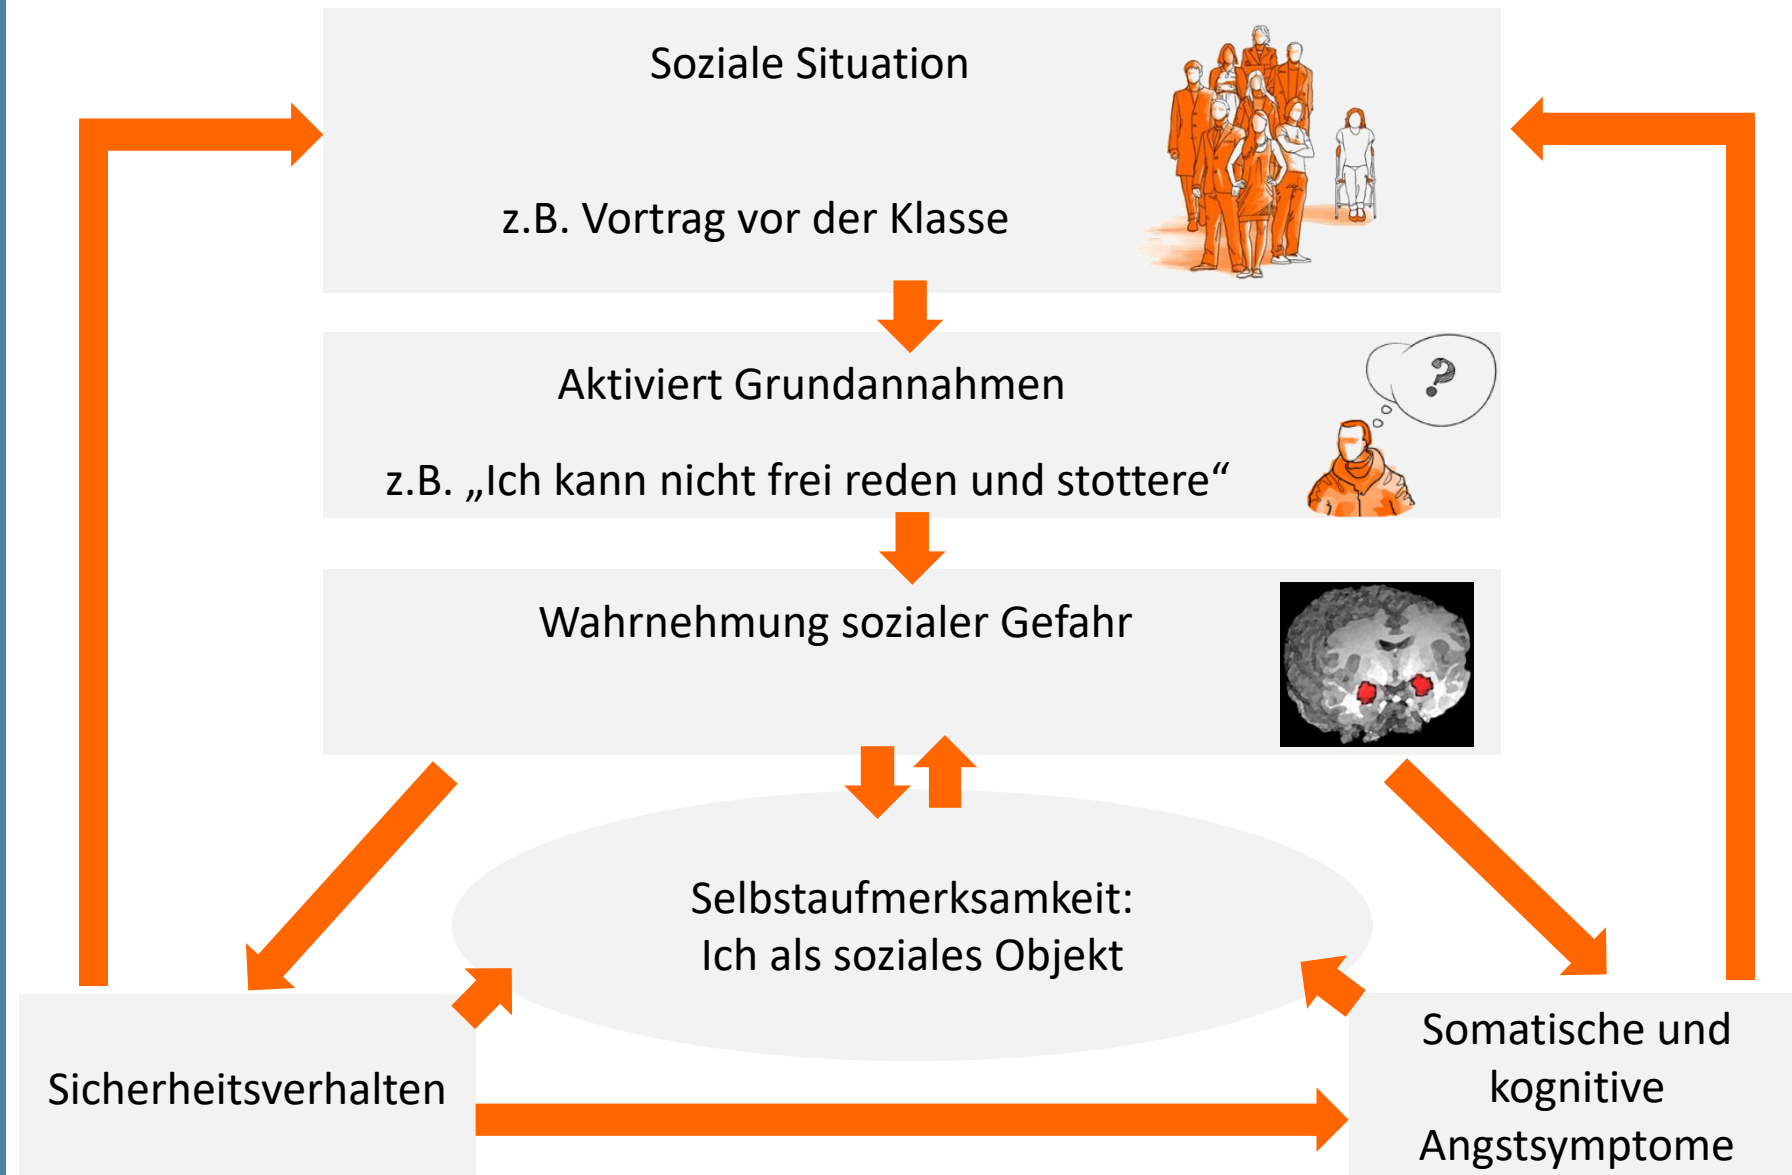 Soziale Situation
z.B. Vortrag vor der Klasse
Aktiviert Grundannahmen
?
z.B. „Ich kann nicht frei reden und stottere“
Wahrnehmung sozialer Gefahr
Selbstaufmerksamkeit:
Ich als soziales Objekt
Sicherheitsverhalten
Somatische und
kognitive
Angstsymptome